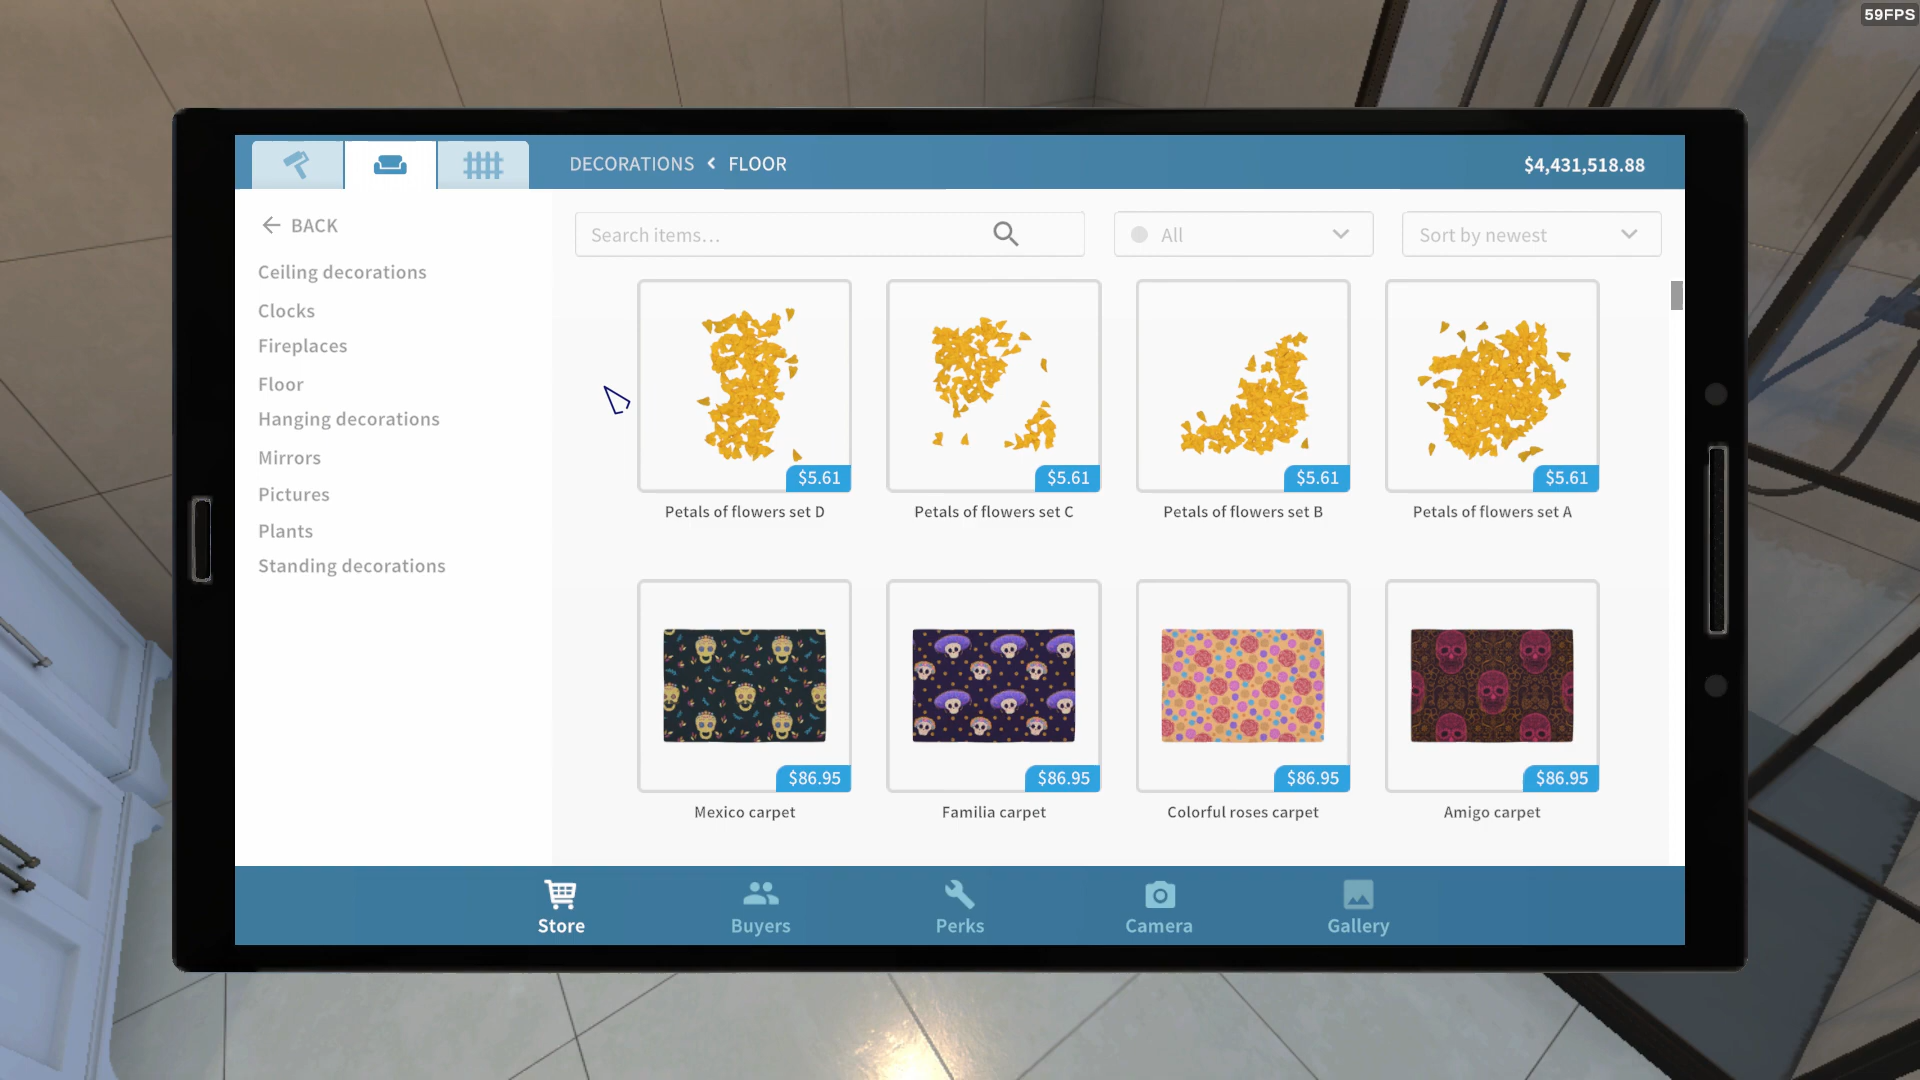 59FPS
DECORATIONS < FLOOR
$4,431,518.88
BACK
Search items...
All
Sort by newest
Ceiling decorations
Clocks
Fireplaces
Floor
Hanging decorations
Mirrors
Pictures
Plants
Standing decorations
$5.61
$5.61
$5.61
$5.61
Petals of flowers set D
Petals of flowers set C
Petals of flowers set B
Petals of flowers set A
$86.95
$86.95
$86.95
$86.95
Mexico carpet
Familia carpet
Colorful roses carpet
Amigo carpet
Store
Buyers
Perks
Camera
Gallery